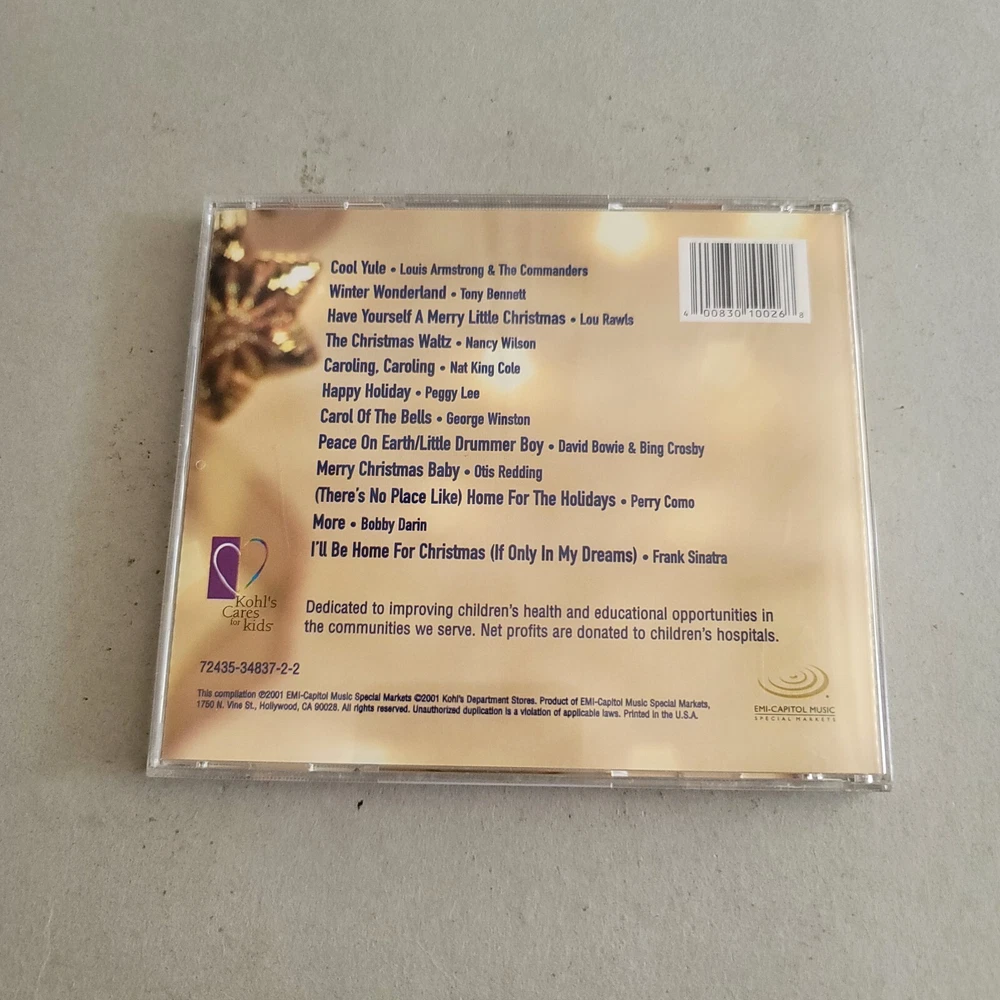 Cool Yule • Louis Armstrong & The Commanders
Winter Wonderland • Tony Bennett
Have Yourself A Merry Little Christmas • Lou Rawls
The Christmas Waltz • Nancy Wilson
Caroling, Caroling • Nat King Cole
Happy Holiday • Peggy Lee
Carol Of The Bells • George Winston
Peace On Earth/Little Drummer Boy • David Bowie & Bing Crosby
Merry Christmas Baby • Otis Redding
(There's No Place Like) Home For The Holidays • Perry Como
More • Bobby Darin
I'll Be Home For Christmas (If Only In My Dreams) • Frank Sinatra
4 00830 10026 8
Kohl's
Cares
for kids
Dedicated to improving children's health and educational opportunities in
the communities we serve. Net profits are donated to children's hospitals.
72435-34837-2-2
This compilation ℗2001 EMI-Capitol Music Special Markets ©2001 Kohl's Department Stores. Product of EMI-Capitol Music Special Markets,
1750 N. Vine St., Hollywood, CA 90028. All rights reserved. Unauthorized duplication is a violation of applicable laws. Printed in the U.S.A.
EMI-CAPITOL MUSIC
SPECIAL MARKETS